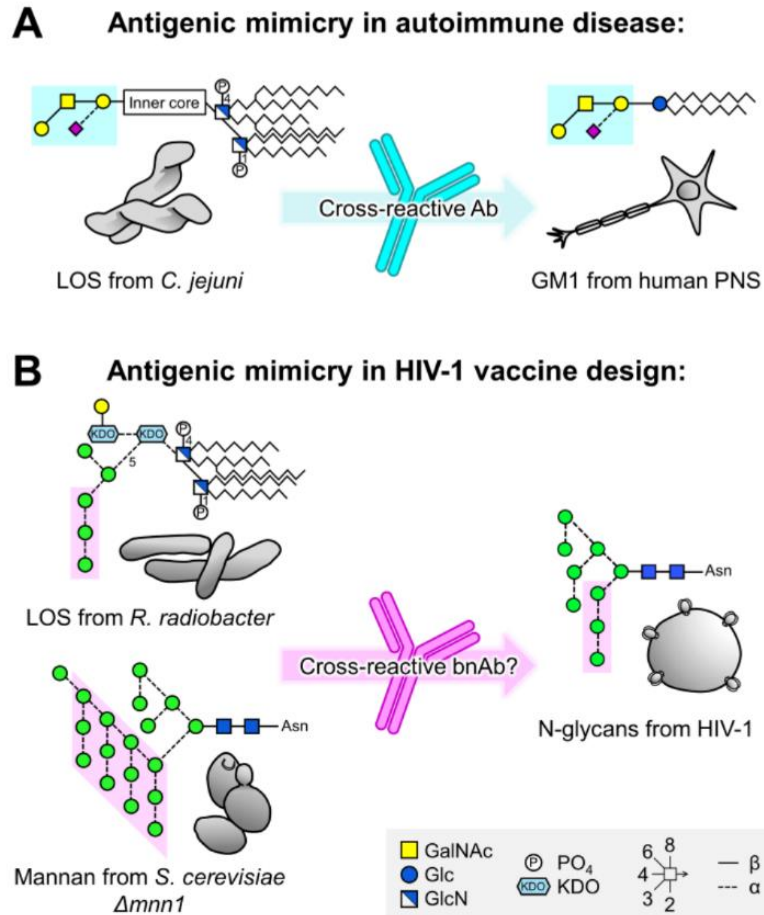 A Antigenic mimicry in autoimmune disease:
P
4
Inner core
1
P
Cross-reactive Ab
LOS from C. jejuni
GM1 from human PNS
B Antigenic mimicry in HIV-1 vaccine design:
KDO KDO
P
4
5
1
P
Asn
LOS from R. radiobacter
Cross-reactive bnAb?
Asn
N-glycans from HIV-1
Mannan from S. cerevisiae
Δmnn1
GalNAc
Glc
GlcN
P PO4
KDO KDO
6 8
4
3 2
β
α